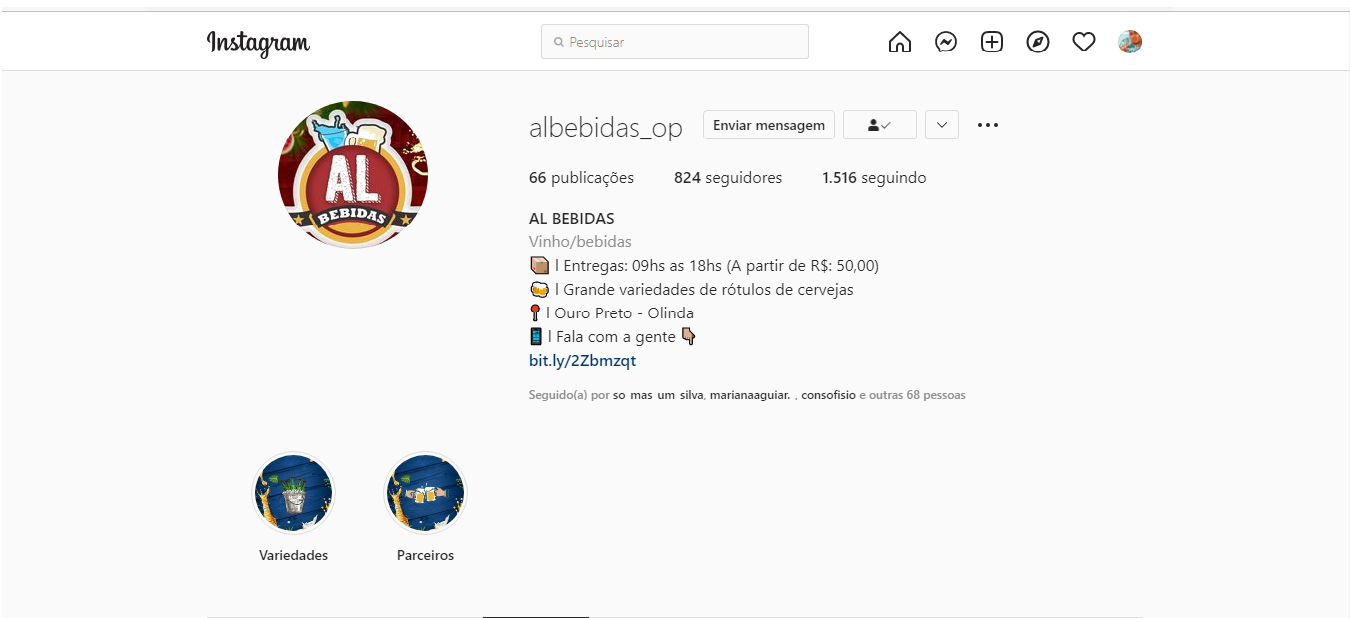 Instagram
Pesquisar
AL
BEBIDAS
albebidas_op Enviar mensagem
66 publicações 824 seguidores 1.516 seguindo
AL BEBIDAS
Vinho/bebidas
📦 l Entregas: 09hs as 18hs (A partir de R$: 50,00)
🍻 l Grande variedades de rótulos de cervejas
📍 l Ouro Preto - Olinda
📱 l Fala com a gente 👇🏽
bit.ly/2Zbmzqt
Seguido(a) por so_mas_um_silva, marianaaguiar._, consofisio e outras 68 pessoas
Variedades Parceiros